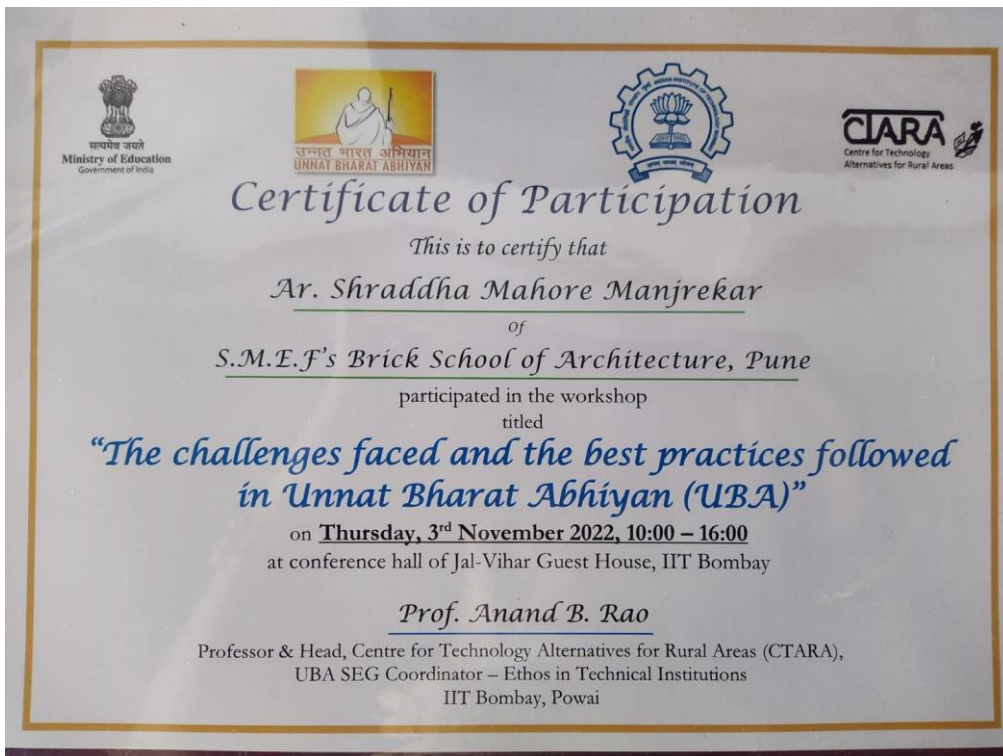 सत्यमेव जयते
Ministry of Education
Government of India
उन्नत भारत अभियान
UNNAT BHARAT ABHIYAN
CTARA
Centre for Technology
Alternatives for Rural Areas
Certificate of Participation
This is to certify that
Ar. Shraddha Mahore Manjrekar
Of
S.M.E.F's Brick School of Architecture, Pune
participated in the workshop
titled
“The challenges faced and the best practices followed
in Unnat Bharat Abhiyan (UBA)”
on Thursday, 3rd November 2022, 10:00 – 16:00
at conference hall of Jal-Vihar Guest House, IIT Bombay
Prof. Anand B. Rao
Professor & Head, Centre for Technology Alternatives for Rural Areas (CTARA),
UBA SEG Coordinator – Ethos in Technical Institutions
IIT Bombay, Powai